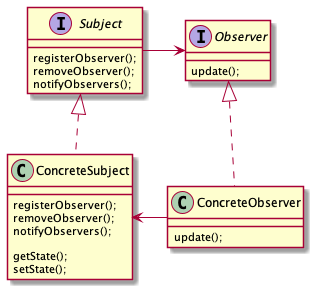 I Subject
registerObserver();
removeObserver();
notifyObservers();
I Observer
update();
C ConcreteSubject
registerObserver();
removeObserver();
notifyObservers();
getState();
setState();
C ConcreteObserver
update();